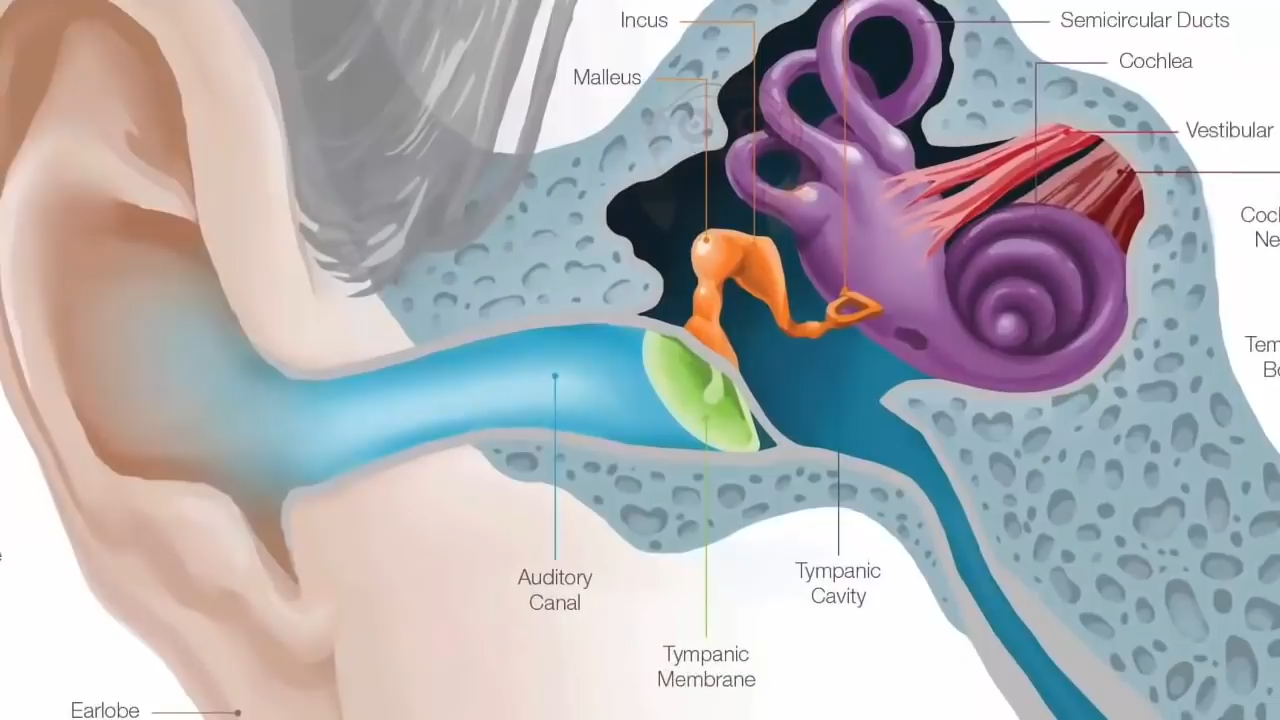 Incus
Semicircular Ducts
Cochlea
Malleus
Vestibular
Auditory
Canal
Tympanic
Cavity
Tympanic
Membrane
Earlobe